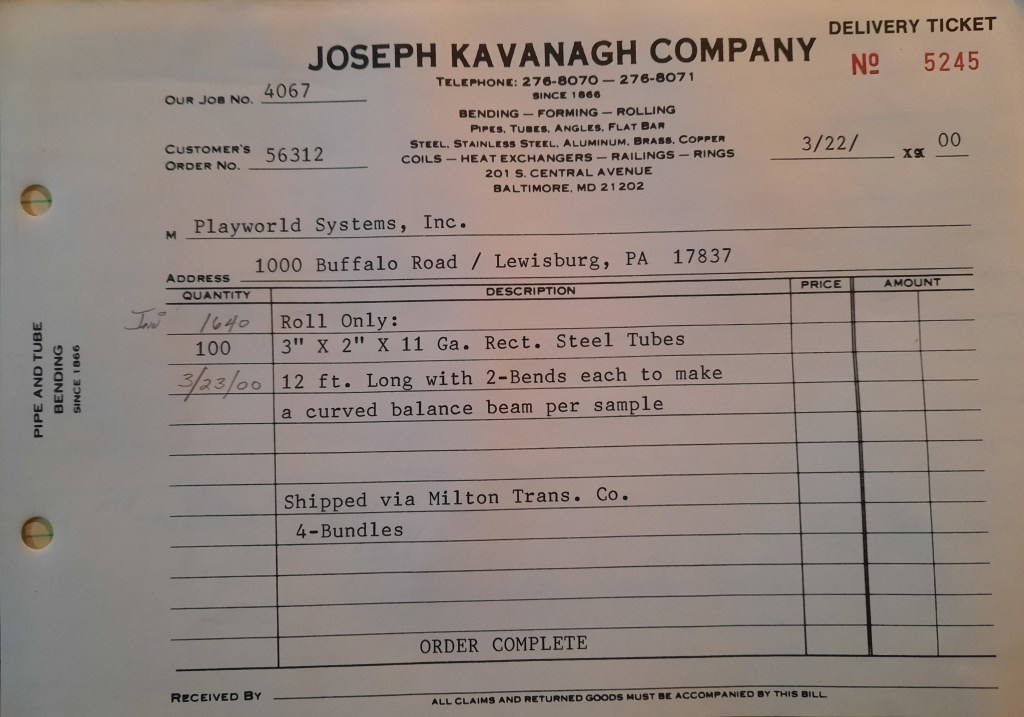 DELIVERY TICKET
JOSEPH KAVANAGH COMPANY
Nº 5245
TELEPHONE: 276-8070 — 276-8071
SINCE 1866
OUR JOB NO. 4067
BENDING — FORMING — ROLLING
PIPES, TUBES, ANGLES, FLAT BAR
STEEL, STAINLESS STEEL, ALUMINUM, BRASS, COPPER
COILS — HEAT EXCHANGERS — RAILINGS — RINGS
201 S. CENTRAL AVENUE
BALTIMORE, MD 21202
CUSTOMER'S
ORDER NO. 56312
3/22/ 00
M Playworld Systems, Inc.
ADDRESS 1000 Buffalo Road / Lewisburg, PA 17837
QUANTITY DESCRIPTION PRICE AMOUNT
1640 Roll Only:
100 3" X 2" X 11 Ga. Rect. Steel Tubes
3/23/00 12 ft. Long with 2-Bends each to make
a curved balance beam per sample
Shipped via Milton Trans. Co.
4-Bundles
ORDER COMPLETE
RECEIVED BY
ALL CLAIMS AND RETURNED GOODS MUST BE ACCOMPANIED BY THIS BILL
PIPE AND TUBE
BENDING
SINCE 1866